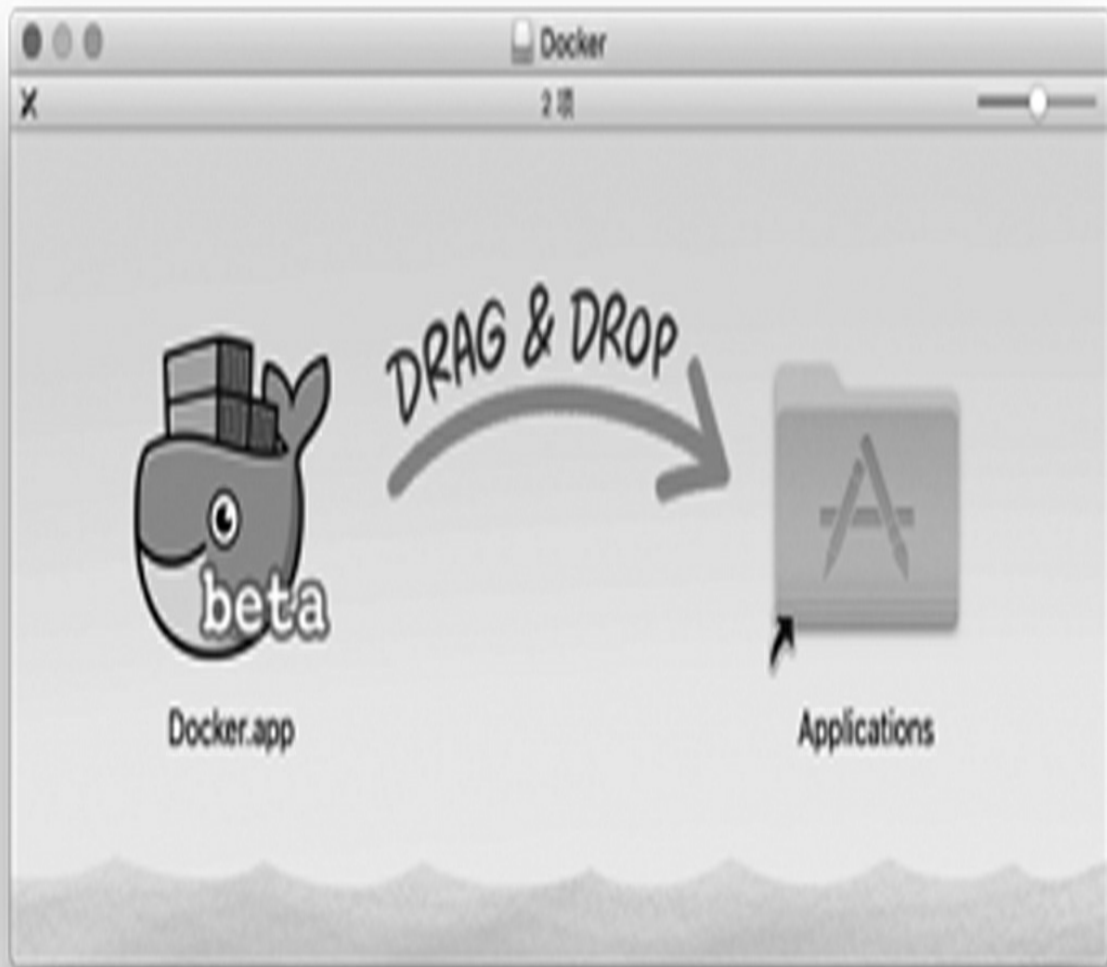 Docker
2 项
DRAG & DROP
beta
Docker.app
Applications